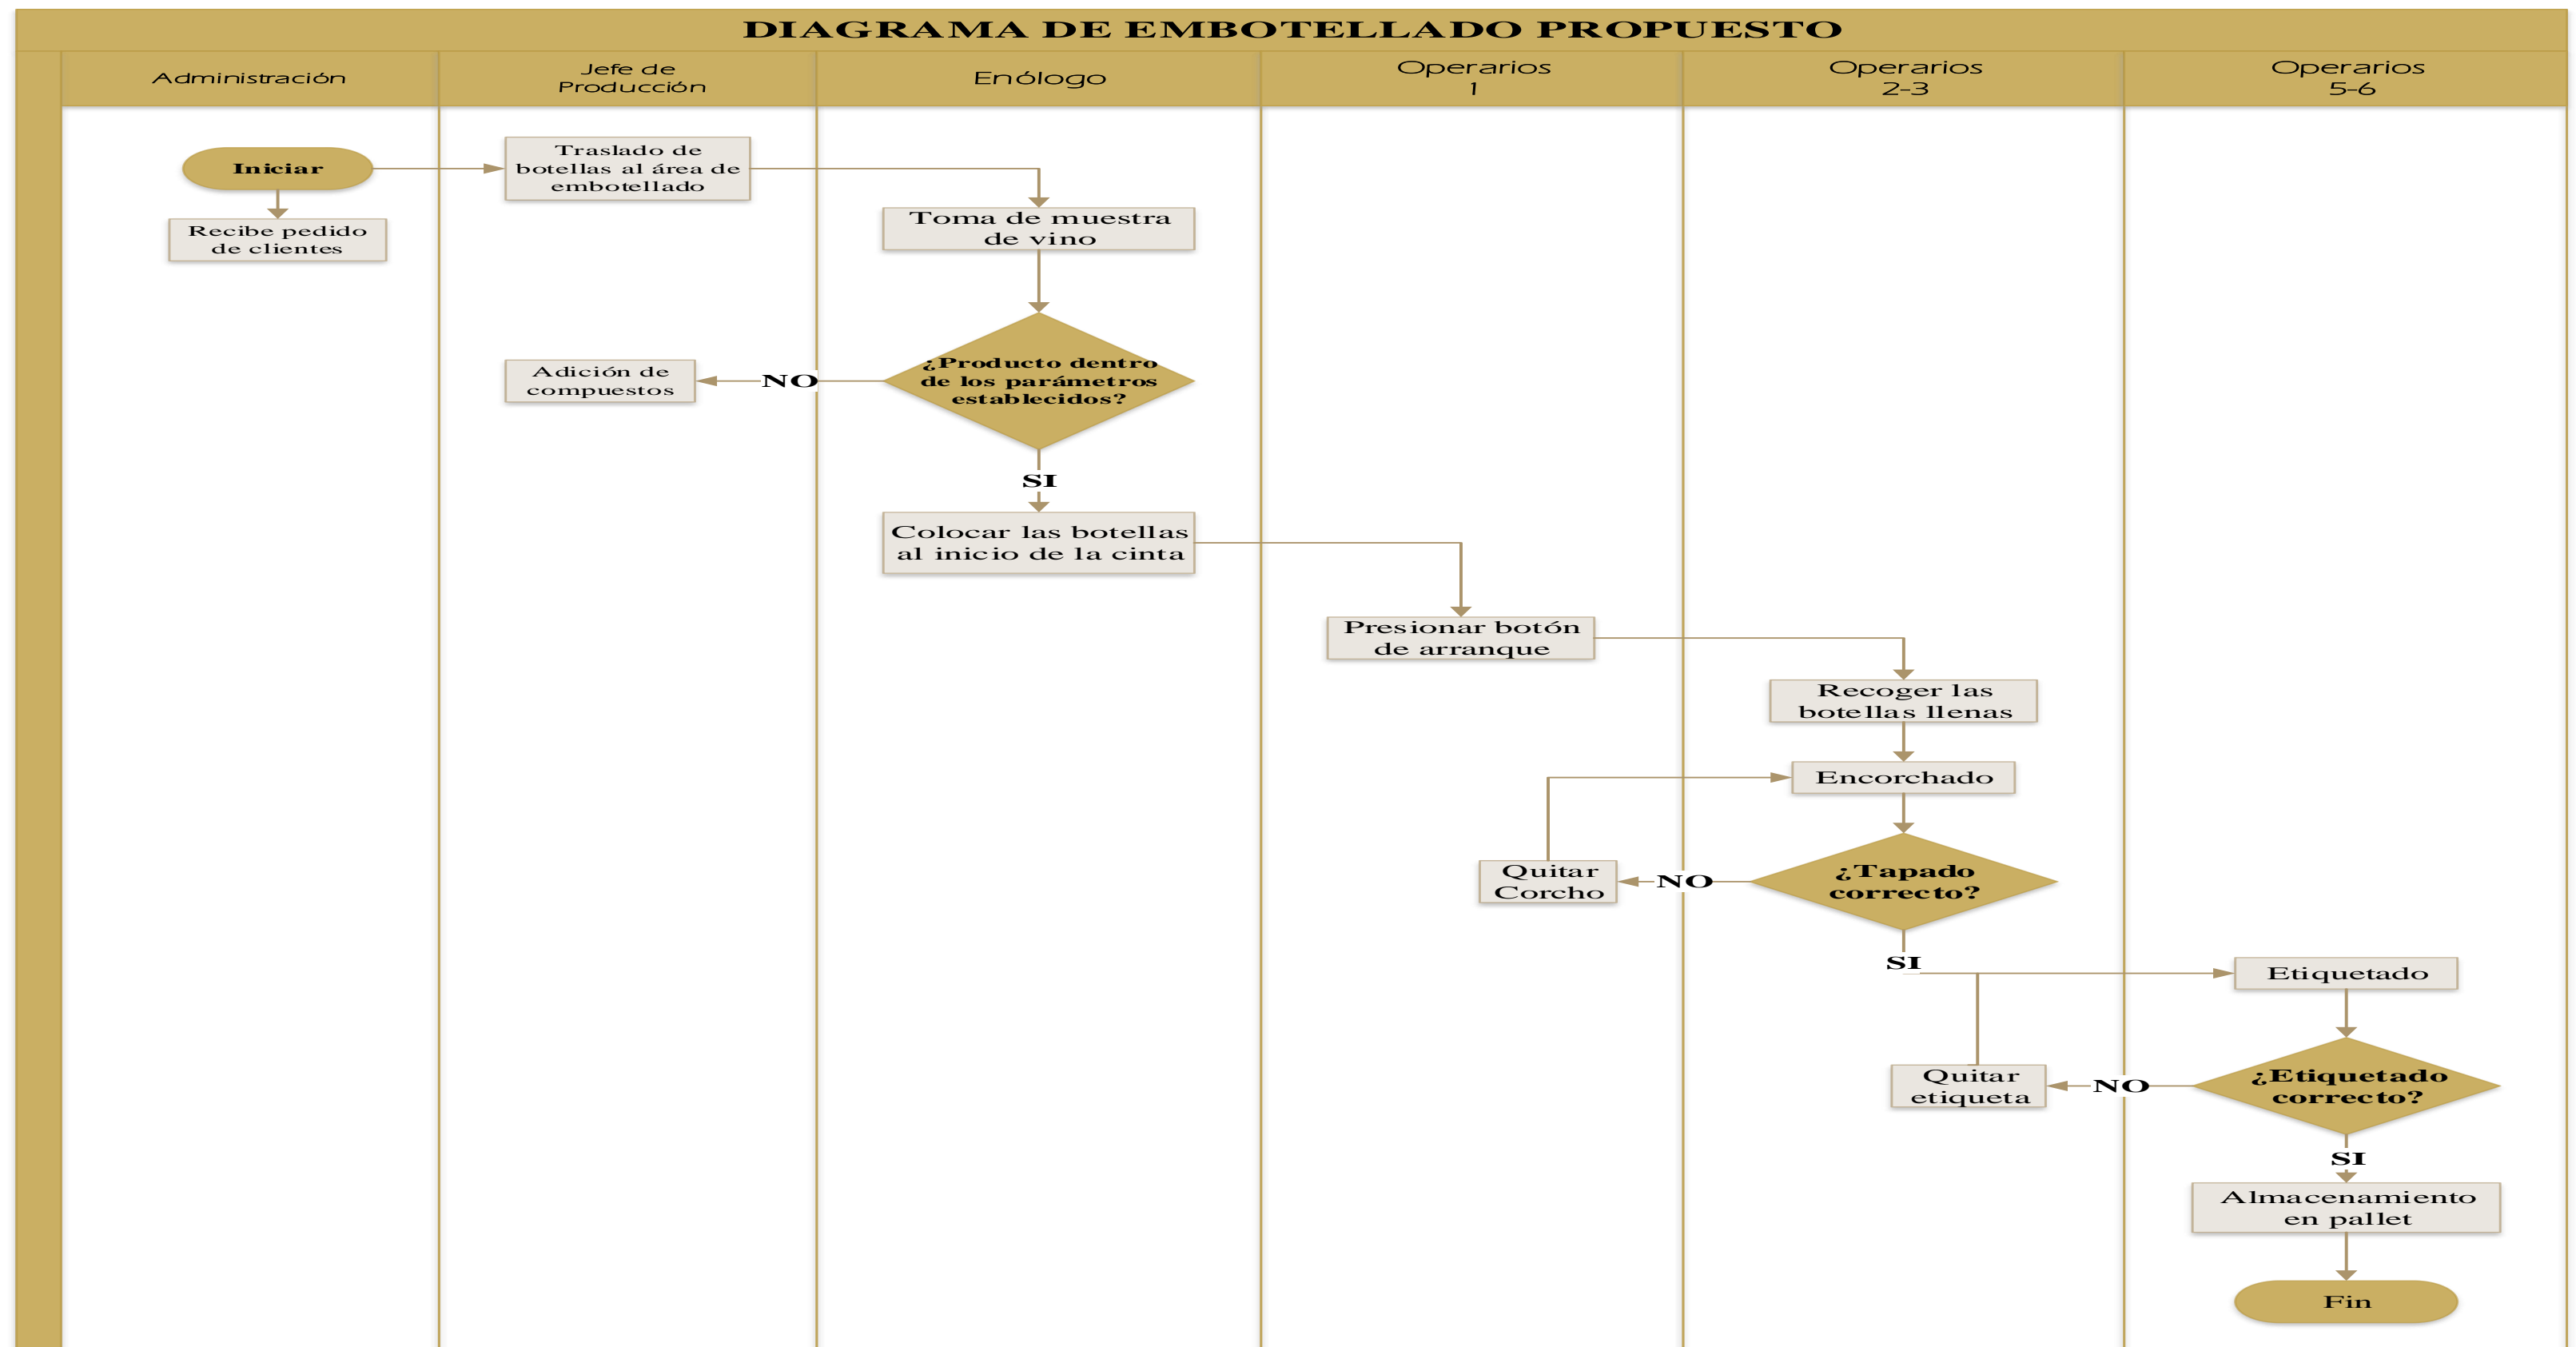 DIAGRAMA DE EMBOTELLADO PROPUESTO
Administración
Jefe de
Producción
Enólogo
Operarios
1
Operarios
2-3
Operarios
5-6
Iniciar
Traslado de
botellas al área de
embotellado
Recibe pedido
de clientes
Toma de muestra
de vino
¿Producto dentro
de los parámetros
establecidos?
NO
Adición de
compuestos
SI
Colocar las botellas
al inicio de la cinta
Presionar botón
de arranque
Recoger las
botellas llenas
Encorchado
¿Tapado
correcto?
NO
Quitar
Corcho
SI
Etiquetado
¿Etiquetado
correcto?
NO
Quitar
etiqueta
SI
Almacenamiento
en pallet
Fin